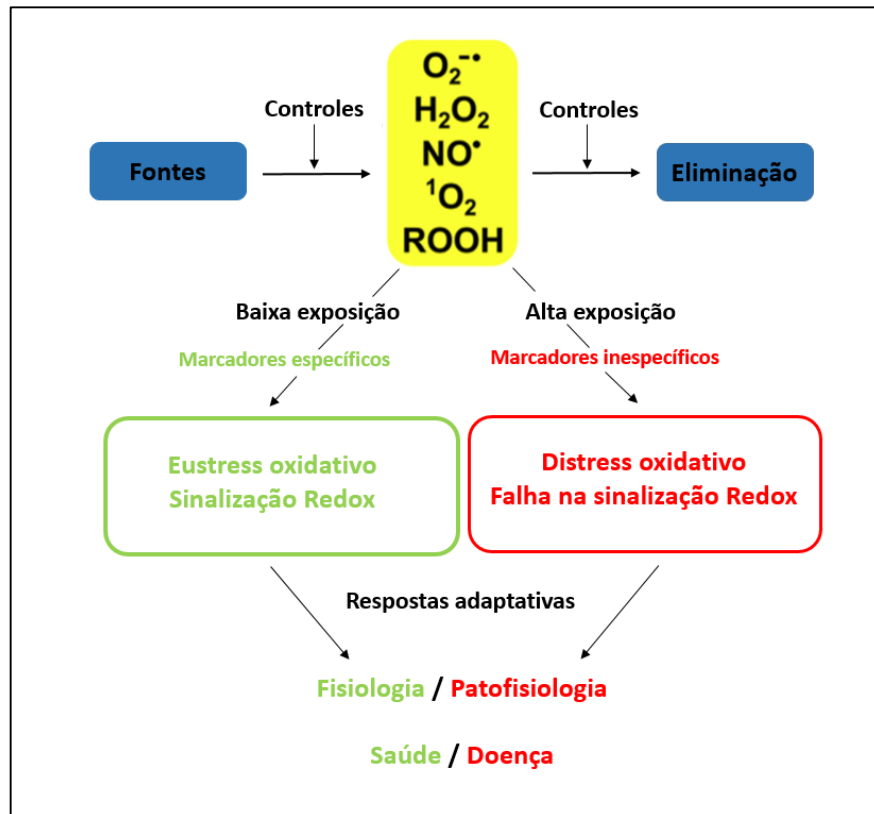 O₂⁻•
H₂O₂
NO•
¹O₂
ROOH
Controles
Controles
Fontes
Eliminação
Baixa exposição
Alta exposição
Marcadores específicos
Marcadores inespecíficos
Eustress oxidativo
Sinalização Redox
Distress oxidativo
Falha na sinalização Redox
Respostas adaptativas
Fisiologia / Patofisiologia
Saúde / Doença